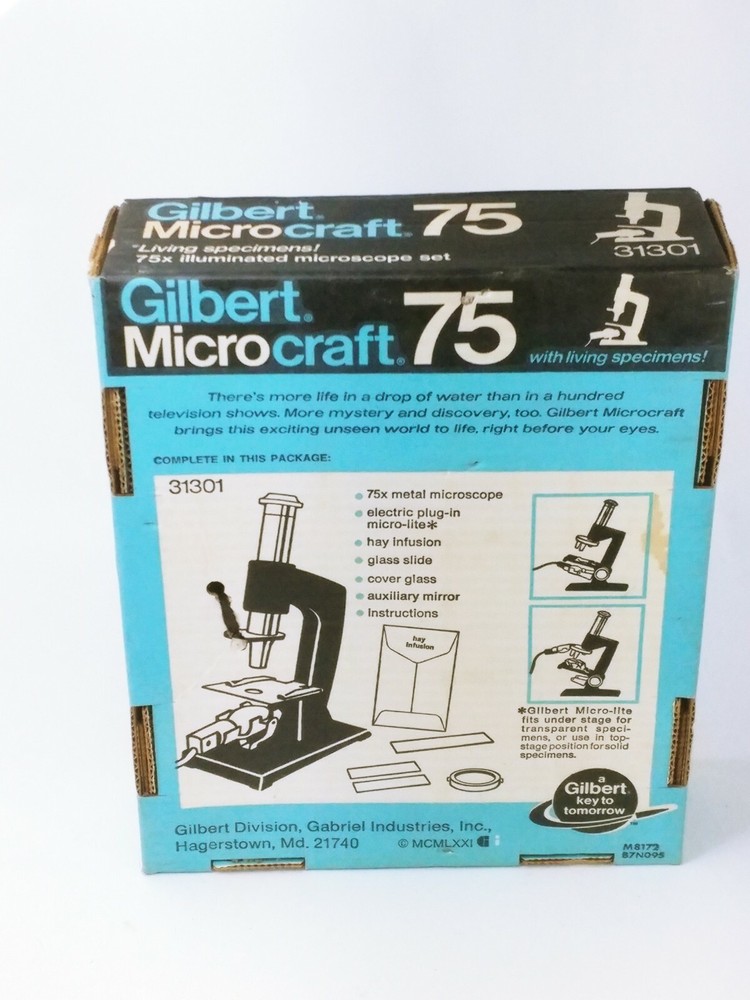 Gilbert®
Microcraft® 75
"Living specimens!
75x illuminated microscope set
31301
Gilbert®
Microcraft® 75
with living specimens!
There's more life in a drop of water than in a hundred
television shows. More mystery and discovery, too. Gilbert Microcraft
brings this exciting unseen world to life, right before your eyes.
COMPLETE IN THIS PACKAGE:
31301
• 75x metal microscope
• electric plug-in
micro-lite*
• hay infusion
• glass slide
• cover glass
• auxiliary mirror
• Instructions
hay
infusion
*Gilbert Micro-lite
fits under stage for
transparent speci-
mens, or use in top-
stage position for solid
specimens.
a
Gilbert®
key to
tomorrow
™
Gilbert Division, Gabriel Industries, Inc.,
Hagerstown, Md. 21740 © MCMLXXI
M8172
87N095